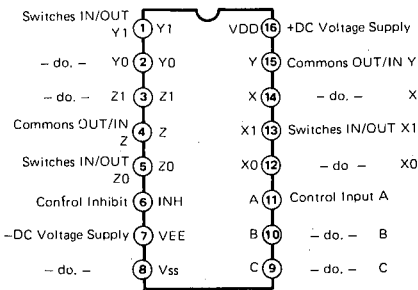 Switches IN/OUT
Y1 1 Y1 VDD 16 +DC Voltage Supply
– do. – 2 Y0 Y 15 Commons OUT/IN Y
Y0
– do. – 3 Z1 X 14 – do. – X
Z1
Commons OUT/IN
Z 4 Z X1 13 Switches IN/OUT X1
Switches IN/OUT
Z0 5 Z0 X0 12 – do – X0
Control Inhibit 6 INH A 11 Control Input A
–DC Voltage Supply 7 VEE B 10 – do. – B
– do. – 8 Vss C 9 – do. – C